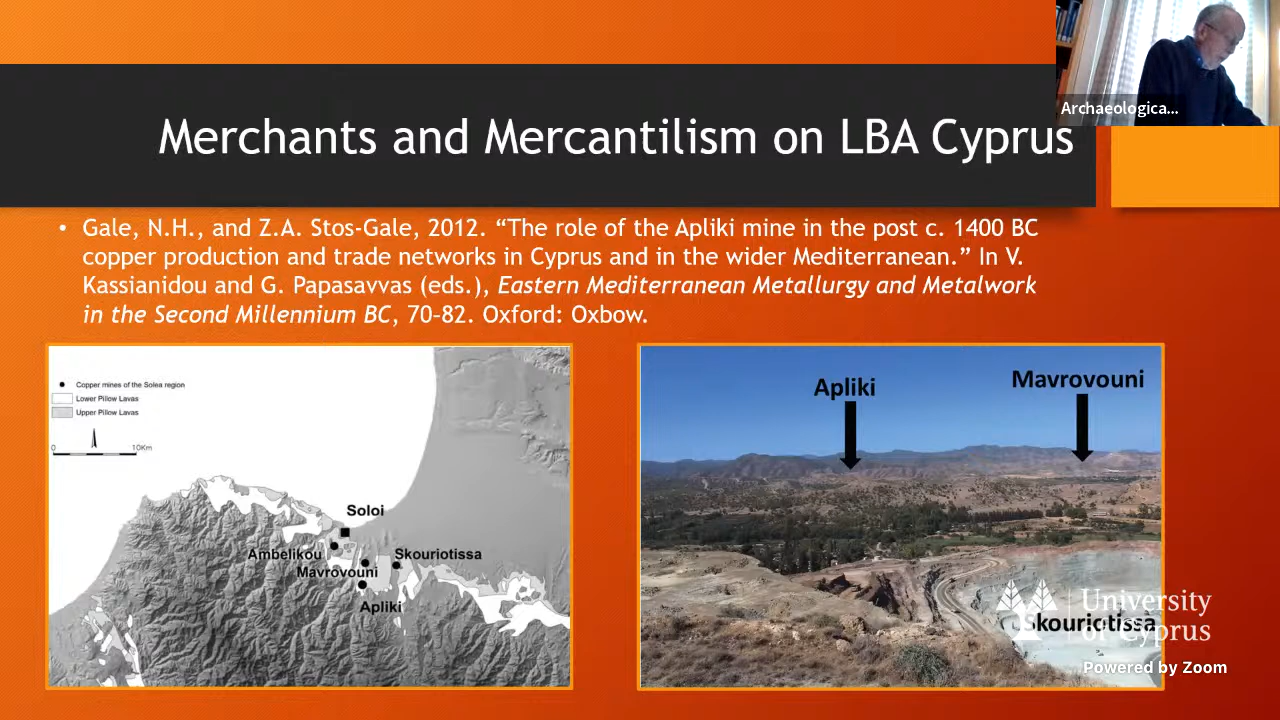 Archaeologica...
Merchants and Mercantilism on LBA Cyprus
• Gale, N.H., and Z.A. Stos-Gale, 2012. “The role of the Apliki mine in the post c. 1400 BC
copper production and trade networks in Cyprus and in the wider Mediterranean.” In V.
Kassianidou and G. Papasavvas (eds.), Eastern Mediterranean Metallurgy and Metalwork
in the Second Millennium BC, 70–82. Oxford: Oxbow.
Copper mines of the Solea region
Lower Pillow Lavas
Upper Pillow Lavas
0 10Km
Soloi
Ambelikou
Skouriotissa
Mavrovouni
Apliki
Apliki
Mavrovouni
Skouriotissa
University
of Cyprus
Powered by Zoom